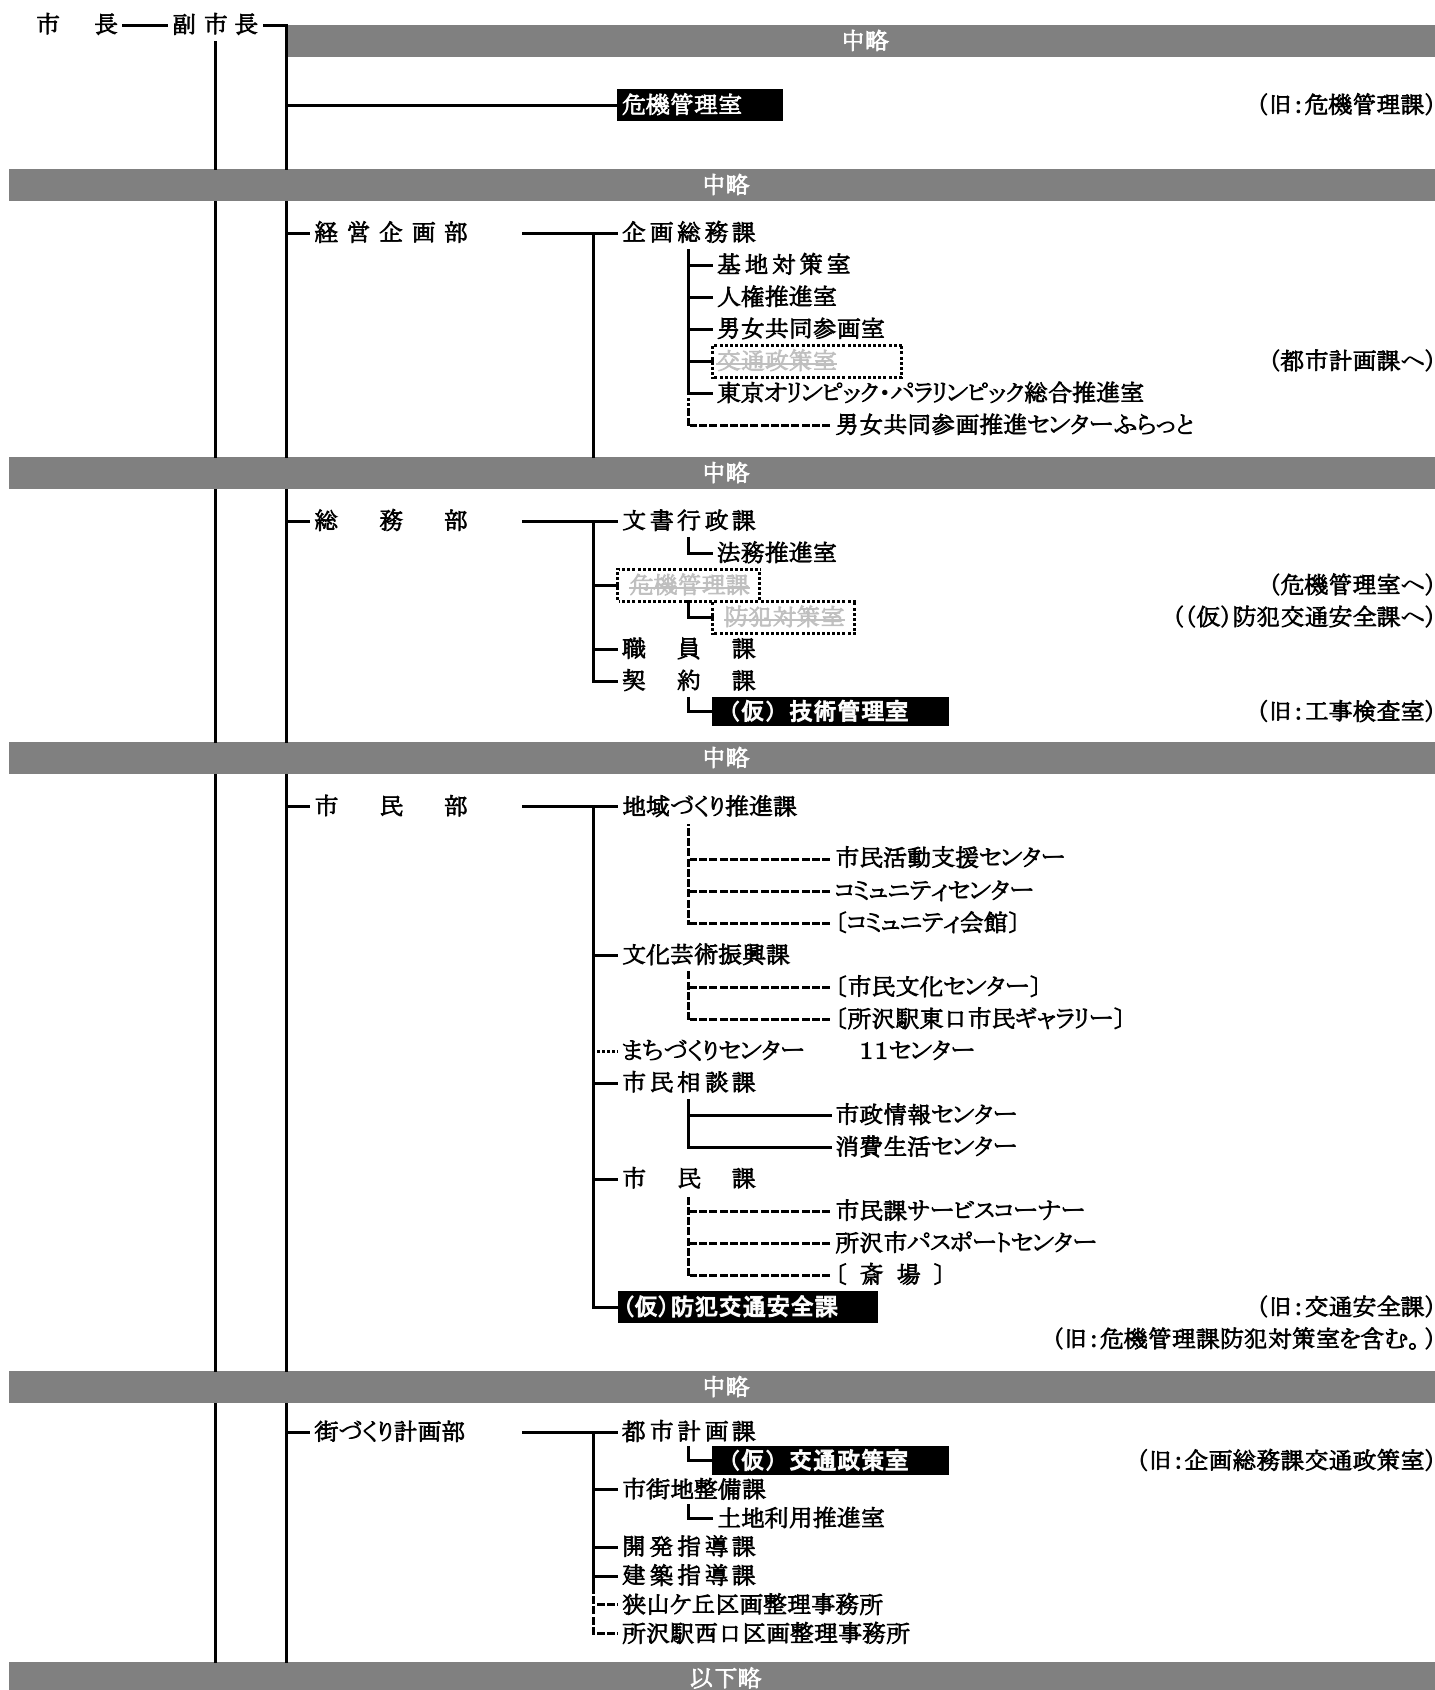 市　長　副市長
中略
危機管理室　（旧：危機管理課）
中略
経営企画部　企画総務課
基地対策室
人権推進室
男女共同参画室
交通政策室　（都市計画課へ）
東京オリンピック・パラリンピック総合推進室
男女共同参画推進センターふらっと
中略
総　務　部　文書行政課
法務推進室
危機管理課　（危機管理室へ）
防犯対策室　（（仮）防犯交通安全課へ）
職　員　課
契　約　課
（仮）技術管理室　（旧：工事検査室）
中略
市　民　部　地域づくり推進課
市民活動支援センター
コミュニティセンター
〔コミュニティ会館〕
文化芸術振興課
〔市民文化センター〕
〔所沢駅東口市民ギャラリー〕
まちづくりセンター　11センター
市民相談課
市政情報センター
消費生活センター
市　民　課
市民課サービスコーナー
所沢市パスポートセンター
〔 斎 場 〕
（仮）防犯交通安全課　（旧：交通安全課）
（旧：危機管理課防犯対策室を含む。）
中略
街づくり計画部　都市計画課
（仮）交通政策室　（旧：企画総務課交通政策室）
市街地整備課
土地利用推進室
開発指導課
建築指導課
狭山ケ丘区画整理事務所
所沢駅西口区画整理事務所
以下略